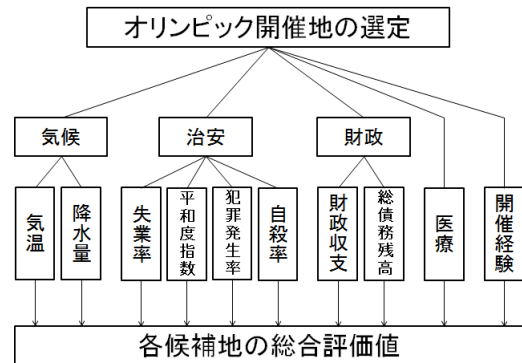 オリンピック開催地の選定
気候
治安
財政
気温
降水量
失業率
平和度指数
犯罪発生率
自殺率
財政収支
総債務残高
医療
開催経験
各候補地の総合評価値